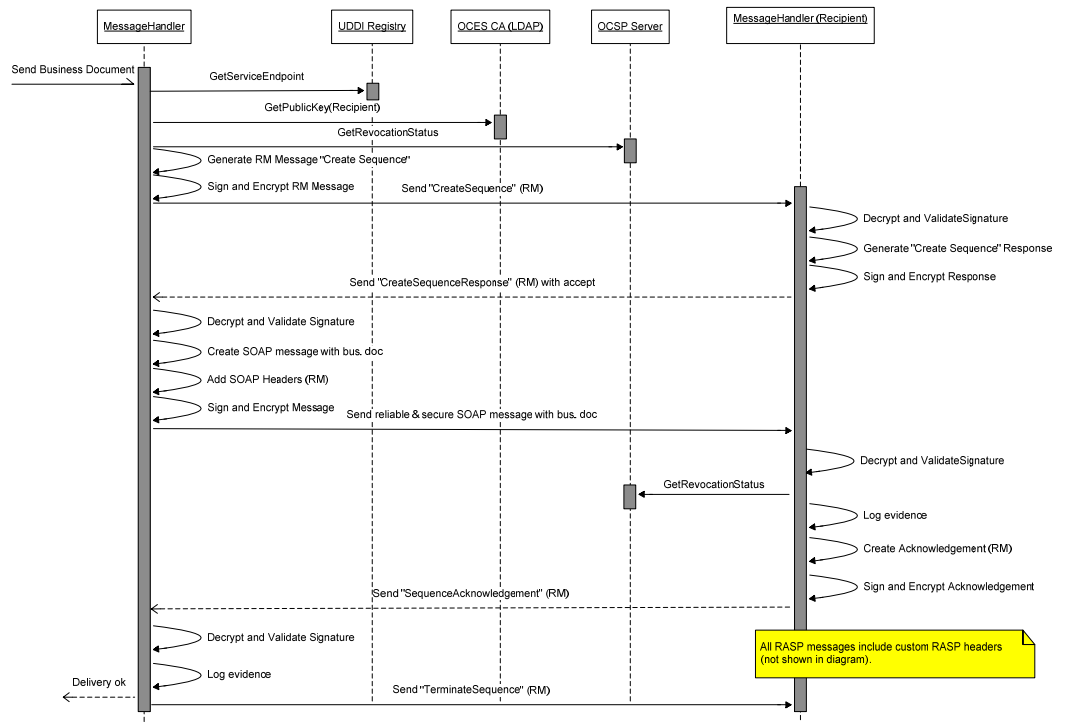 MessageHandler
UDDI Registry
OCES CA (LDAP)
OCSP Server
MessageHandler (Recipient)
Send Business Document
GetServiceEndpoint
GetPublicKey(Recipient)
GetRevocationStatus
Generate RM Message "Create Sequence"
Sign and Encrypt RM Message
Send "CreateSequence" (RM)
Decrypt and ValidateSignature
Generate "Create Sequence" Response
Sign and Encrypt Response
Send "CreateSequenceResponse" (RM) with accept
Decrypt and Validate Signature
Create SOAP message with bus. doc
Add SOAP Headers (RM)
Sign and Encrypt Message
Send reliable & secure SOAP message with bus. doc
Decrypt and ValidateSignature
GetRevocationStatus
Log evidence
Create Acknowledgement (RM)
Sign and Encrypt Acknowledgement
Send "SequenceAcknowledgement" (RM)
Decrypt and Validate Signature
All RASP messages include custom RASP headers
(not shown in diagram).
Log evidence
Delivery ok
Send "TerminateSequence" (RM)